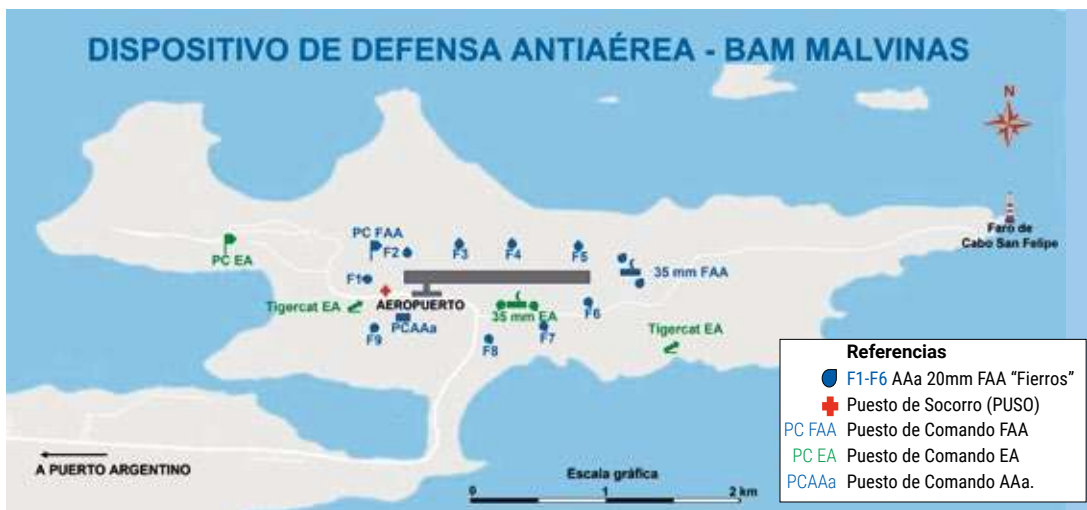 DISPOSITIVO DE DEFENSA ANTIAÉREA - BAM MALVINAS
N
Faro de
Cabo San Felipe
PC EA
PC FAA
F2
F3
F4
F5
35 mm FAA
F1
AEROPUERTO
Tigercat EA
PCAAa
35 mm EA
F6
F9
F8
F7
Tigercat EA
A PUERTO ARGENTINO
Escala gráfica
0 1 2 km
Referencias
F1-F6 AAa 20mm FAA “Fierros”
Puesto de Socorro (PUSO)
PC FAA Puesto de Comando FAA
PC EA Puesto de Comando EA
PCAAa Puesto de Comando AAa.